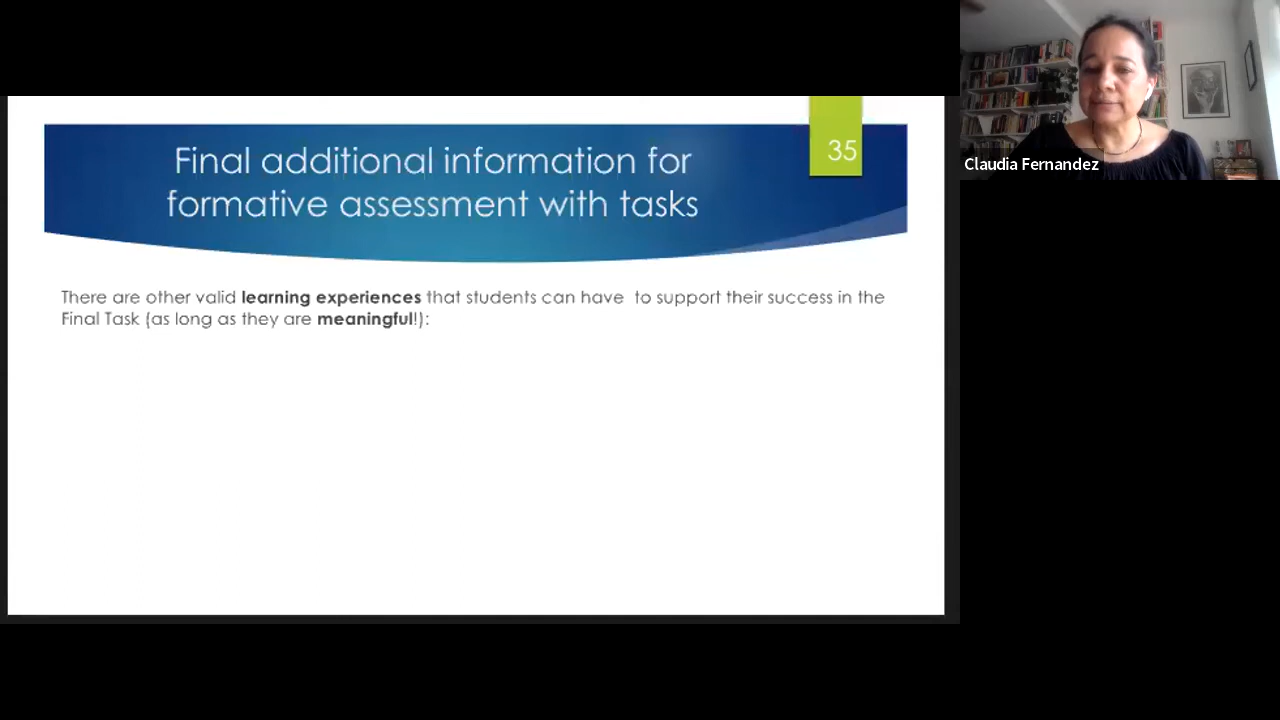 Final additional information for
formative assessment with tasks
35
There are other valid learning experiences that students can have  to support their success in the
Final Task (as long as they are meaningful!):
Claudia Fernandez